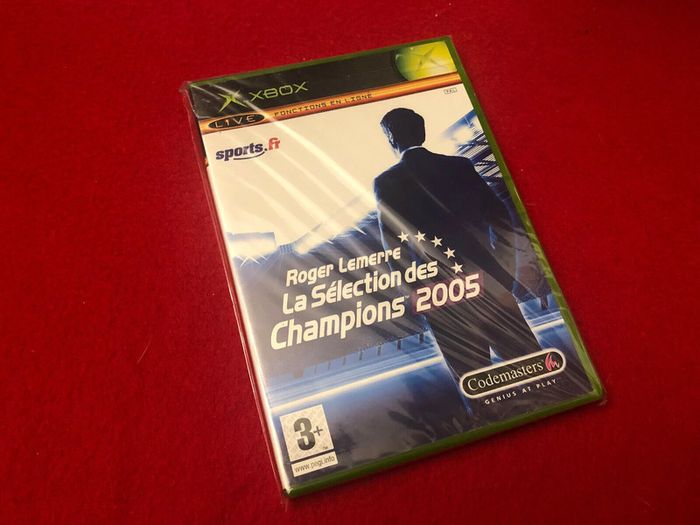 XBOX
LIVE FONCTIONS EN LIGNE
sports.fr
Roger Lemerre
La Sélection des
Champions™ 2005
Codemasters
GENIUS AT PLAY
3+
www.pegi.info